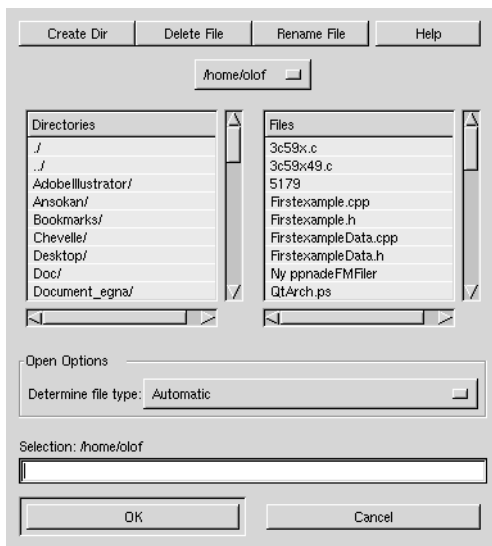 Create Dir
Delete File
Rename File
Help
/home/olof
Directories
./
../
AdobeIllustrator/
Ansokan/
Bookmarks/
Chevelle/
Desktop/
Doc/
Document_egna/
Files
3c59x.c
3c59x49.c
5179
Firstexample.cpp
Firstexample.h
FirstexampleData.cpp
FirstexampleData.h
Ny ppnadeFMFiler
QtArch.ps
Open Options
Determine file type: Automatic
Selection: /home/olof
OK
Cancel